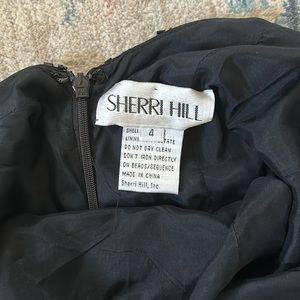 SHERRI HILL
SHELL
4
DO NOT DRY CLEAN
DON'T IRON DIRECTLY
ON BEADS/SEQUENCE
MADE IN CHINA
Sherri Hill, Inc.